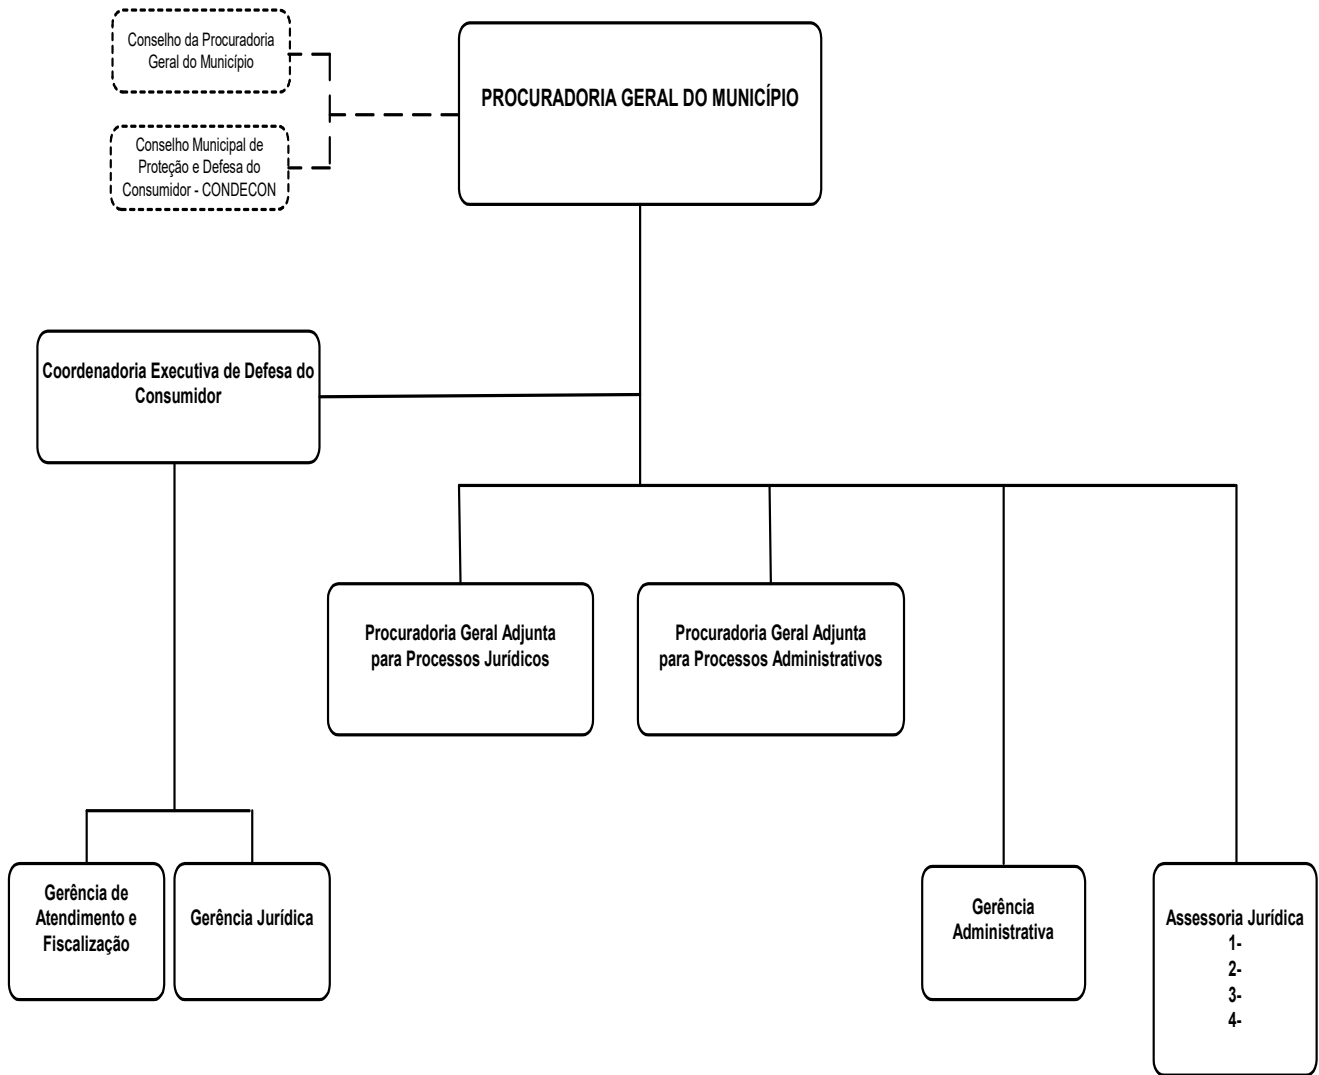 Conselho da Procuradoria
Geral do Município
PROCURADORIA GERAL DO MUNICÍPIO
Conselho Municipal de
Proteção e Defesa do
Consumidor - CONDECON
Coordenadoria Executiva de Defesa do
Consumidor
Procuradoria Geral Adjunta
para Processos Jurídicos
Procuradoria Geral Adjunta
para Processos Administrativos
Gerência de
Atendimento e
Fiscalização
Gerência Jurídica
Gerência
Administrativa
Assessoria Jurídica
1-
2-
3-
4-